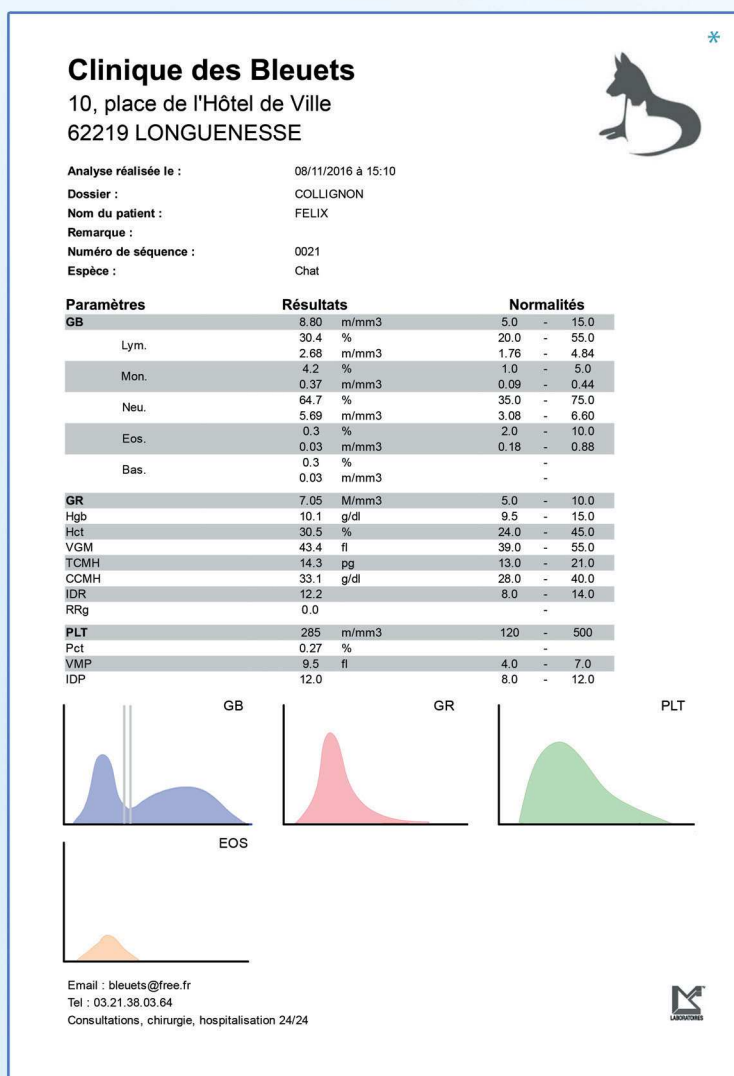 *
Clinique des Bleuets
10, place de l'Hôtel de Ville
62219 LONGUENESSE
Analyse réalisée le : 08/11/2016 à 15:10
Dossier : COLLIGNON
Nom du patient : FELIX
Remarque :
Numéro de séquence : 0021
Espèce : Chat
Paramètres Résultats Normalités
GB 8.80 m/mm3 5.0 - 15.0
Lym. 30.4 % 20.0 - 55.0
2.68 m/mm3 1.76 - 4.84
Mon. 4.2 % 1.0 - 5.0
0.37 m/mm3 0.09 - 0.44
Neu. 64.7 % 35.0 - 75.0
5.69 m/mm3 3.08 - 6.60
Eos. 0.3 % 2.0 - 10.0
0.03 m/mm3 0.18 - 0.88
Bas. 0.3 % -
0.03 m/mm3 -
GR 7.05 M/mm3 5.0 - 10.0
Hgb 10.1 g/dl 9.5 - 15.0
Hct 30.5 % 24.0 - 45.0
VGM 43.4 fl 39.0 - 55.0
TCMH 14.3 pg 13.0 - 21.0
CCMH 33.1 g/dl 28.0 - 40.0
IDR 12.2 8.0 - 14.0
RRg 0.0 -
PLT 285 m/mm3 120 - 500
Pct 0.27 % -
VMP 9.5 fl 4.0 - 7.0
IDP 12.0 8.0 - 12.0
GB GR PLT
EOS
Email : bleuets@free.fr
Tel : 03.21.38.03.64
Consultations, chirurgie, hospitalisation 24/24
LABORATOIRES